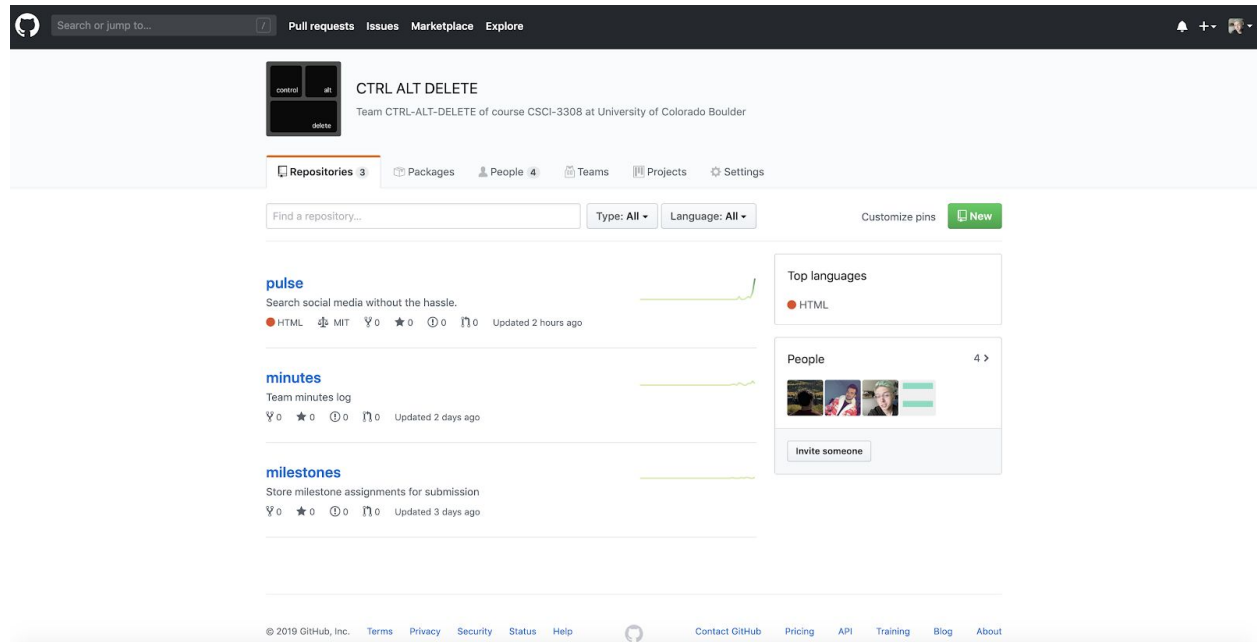 Search or jump to... /
Pull requests Issues Marketplace Explore
control alt
delete
CTRL ALT DELETE
Team CTRL-ALT-DELETE of course CSCI-3308 at University of Colorado Boulder
Repositories 3 Packages People 4 Teams Projects Settings
Find a repository... Type: All Language: All Customize pins New
pulse
Search social media without the hassle.
HTML MIT 0 0 0 0 Updated 2 hours ago
minutes
Team minutes log
0 0 0 0 Updated 2 days ago
milestones
Store milestone assignments for submission
0 0 0 0 Updated 3 days ago
Top languages
HTML
People 4
Invite someone
© 2019 GitHub, Inc. Terms Privacy Security Status Help Contact GitHub Pricing API Training Blog About